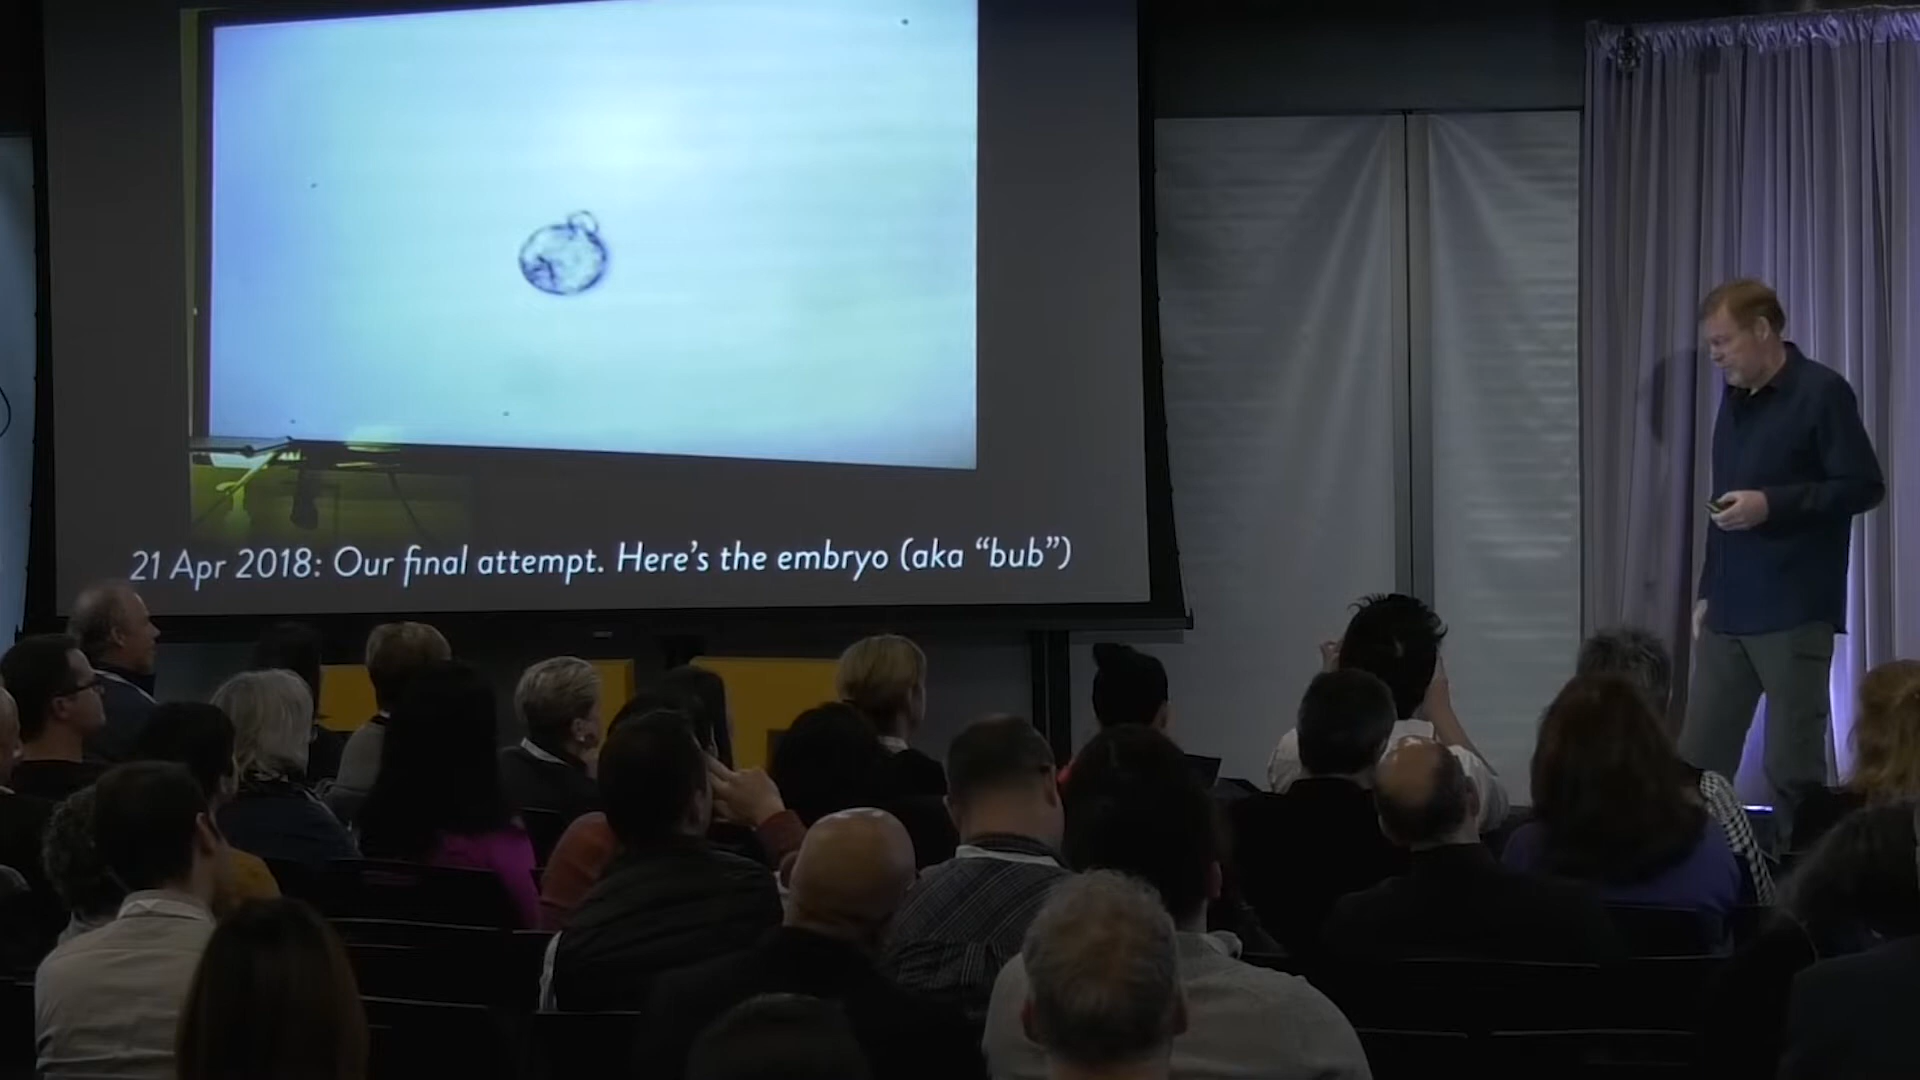 21 Apr 2018: Our final attempt. Here's the embryo (aka “bub”)